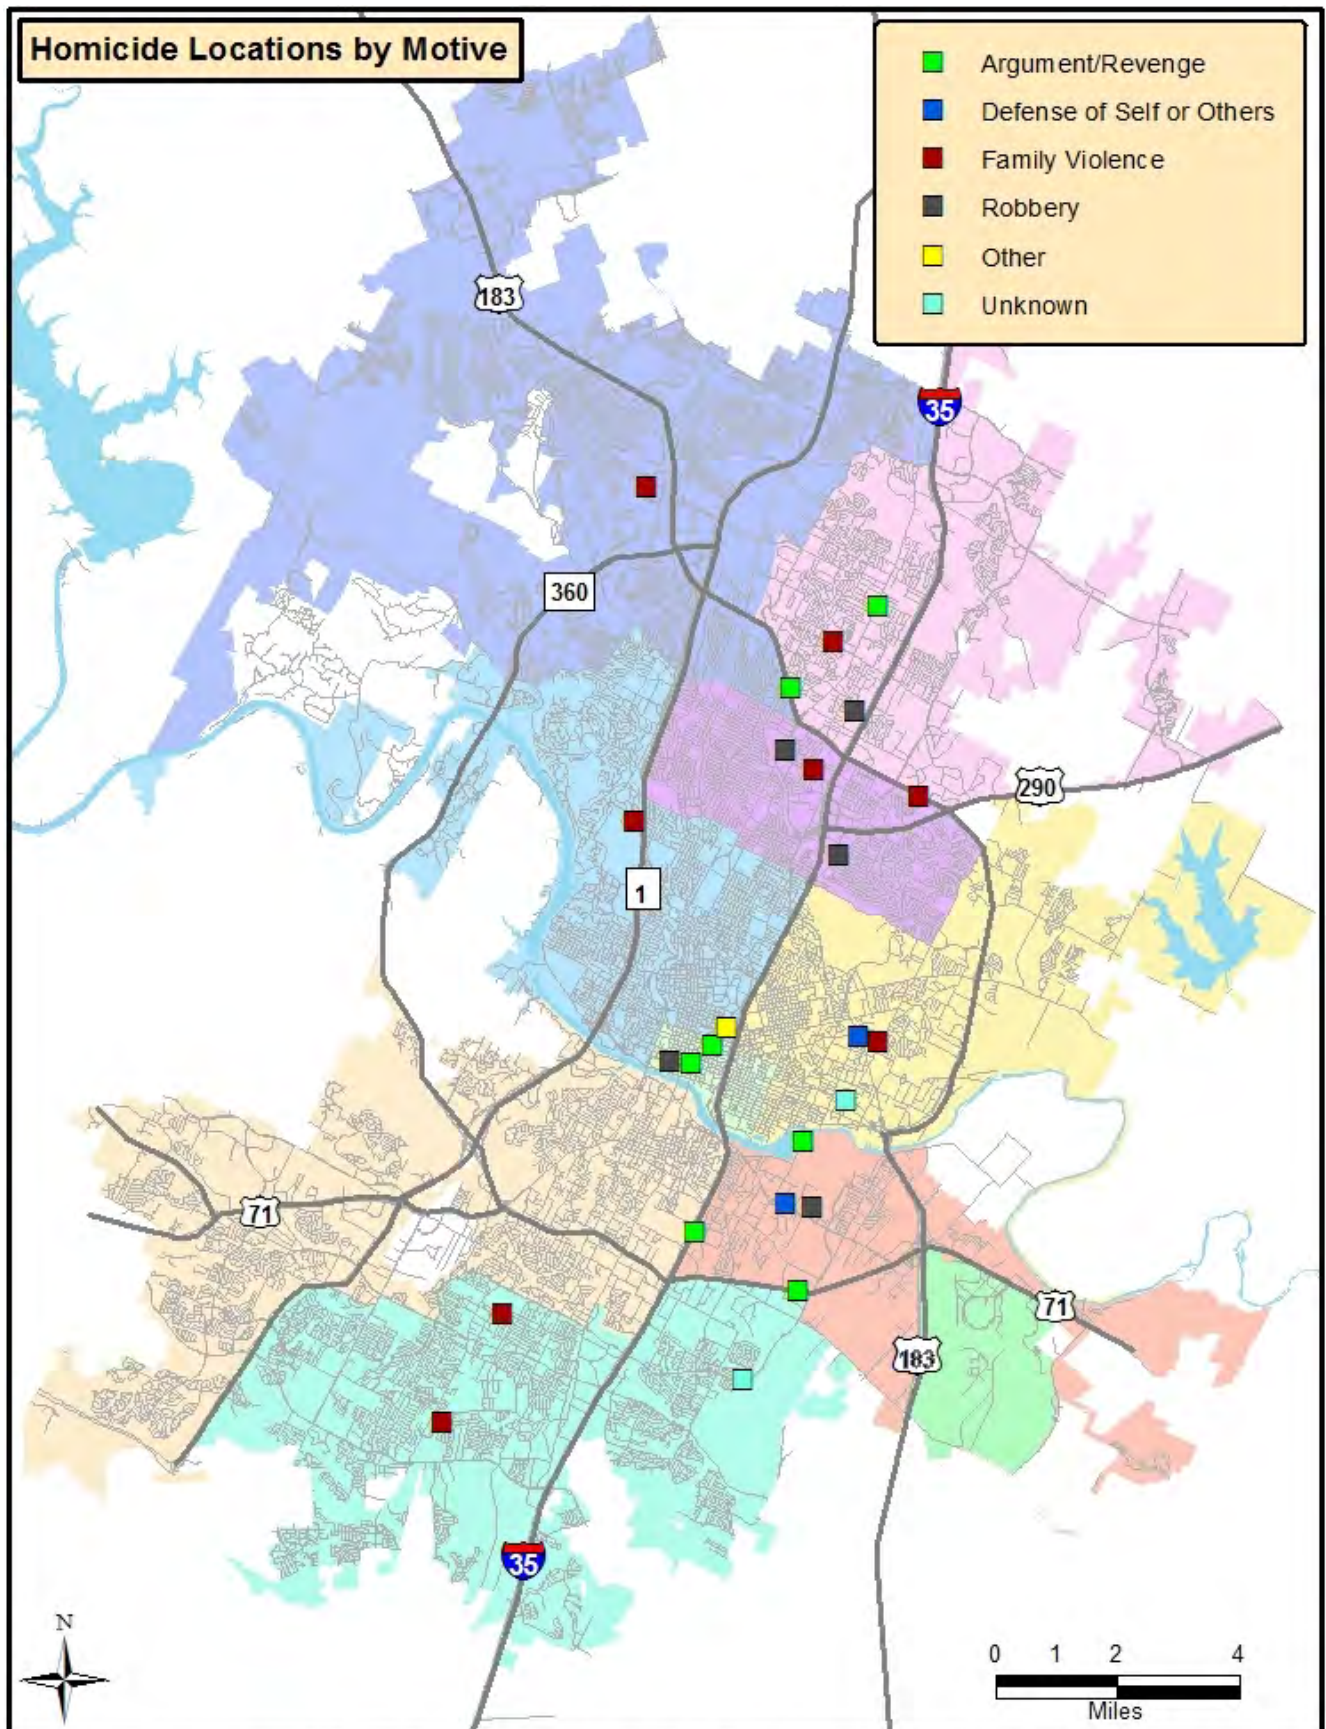 Homicide Locations by Motive
Argument/Revenge
Defense of Self or Others
Family Violence
Robbery
Other
Unknown
183
35
360
290
1
71
71
183
35
N
0 1 2 4
Miles